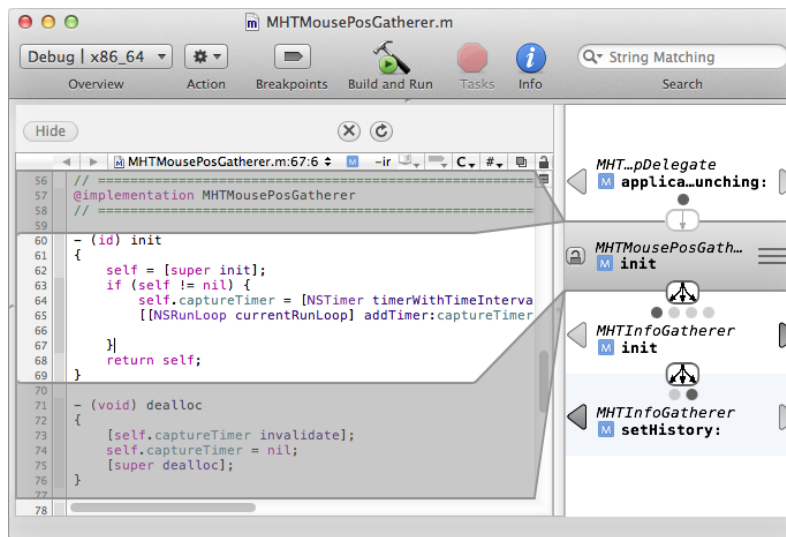 MHTMousePosGatherer.m
Debug | x86_64
String Matching
Overview
Action
Breakpoints
Build and Run
Tasks
Info
Search
Hide
MHTMousePosGatherer.m:67:6
M
-ir
C
#
56 // ==========================================================
57 @implementation MHTMousePosGatherer
58 // ==========================================================
59
60 - (id) init
61 {
62 self = [super init];
63 if (self != nil) {
64 self.captureTimer = [NSTimer timerWithTimeInterva
65 [[NSRunLoop currentRunLoop] addTimer:captureTimer
66
67 }
68 return self;
69 }
70
71 - (void) dealloc
72 {
73 [self.captureTimer invalidate];
74 self.captureTimer = nil;
75 [super dealloc];
76 }
77
78
MHT…pDelegate
M applica…unching:
MHTMousePosGath…
M init
MHTInfoGatherer
M init
MHTInfoGatherer
M setHistory: